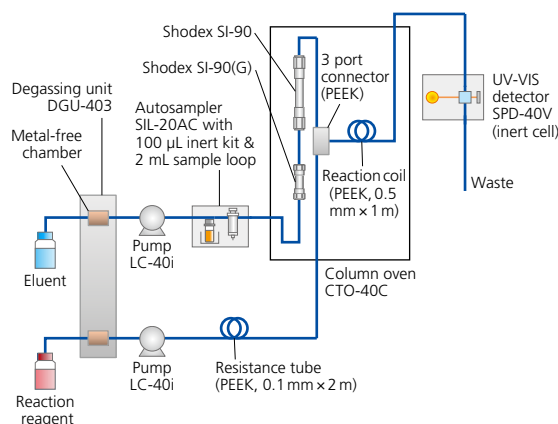 Shodex SI-90
Shodex SI-90(G)
3 port
connector
(PEEK)
Degassing unit
DGU-403
Metal-free
chamber
Autosampler
SIL-20AC with
100 µL inert kit &
2 mL sample loop
UV-VIS
detector
SPD-40V
(inert cell)
Reaction coil
(PEEK, 0.5
mm × 1 m)
Waste
Eluent
Pump
LC-40i
Column oven
CTO-40C
Reaction
reagent
Pump
LC-40i
Resistance tube
(PEEK, 0.1 mm × 2 m)